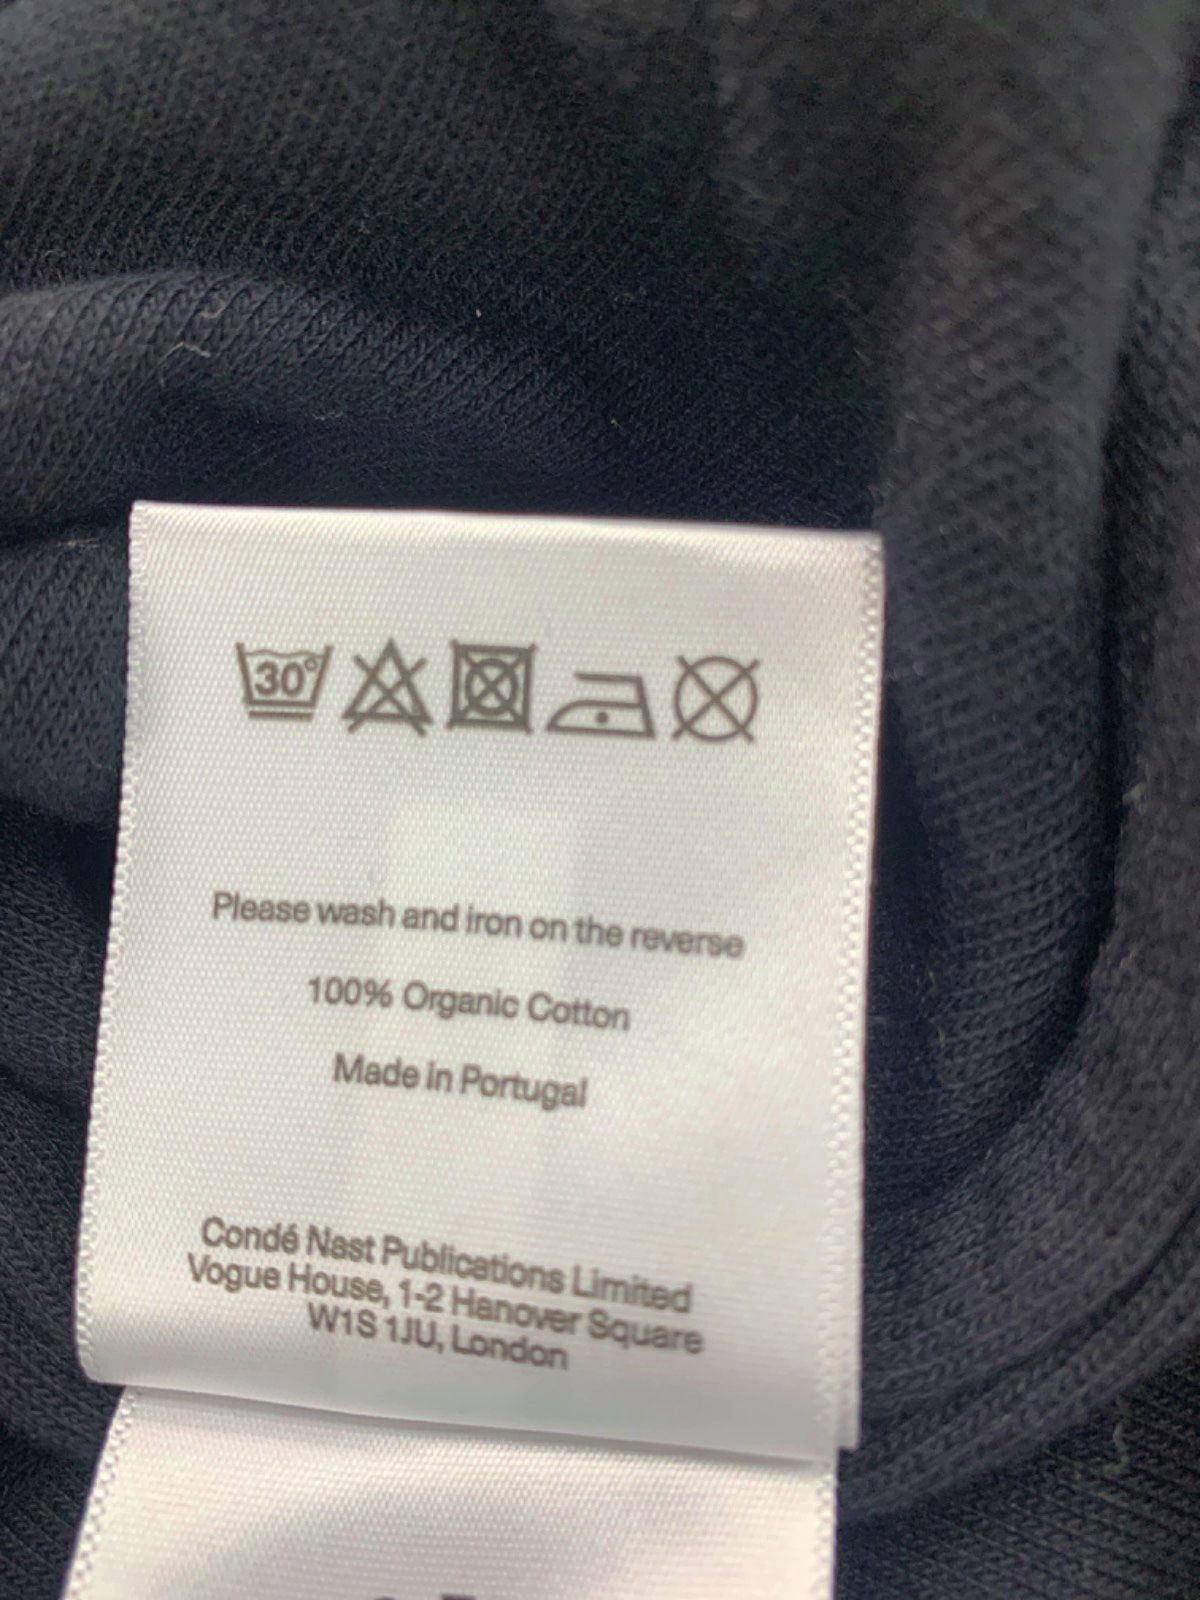 30°
Please wash and iron on the reverse
100% Organic Cotton
Made in Portugal
Condé Nast Publications Limited
Vogue House, 1-2 Hanover Square
W1S 1JU, London